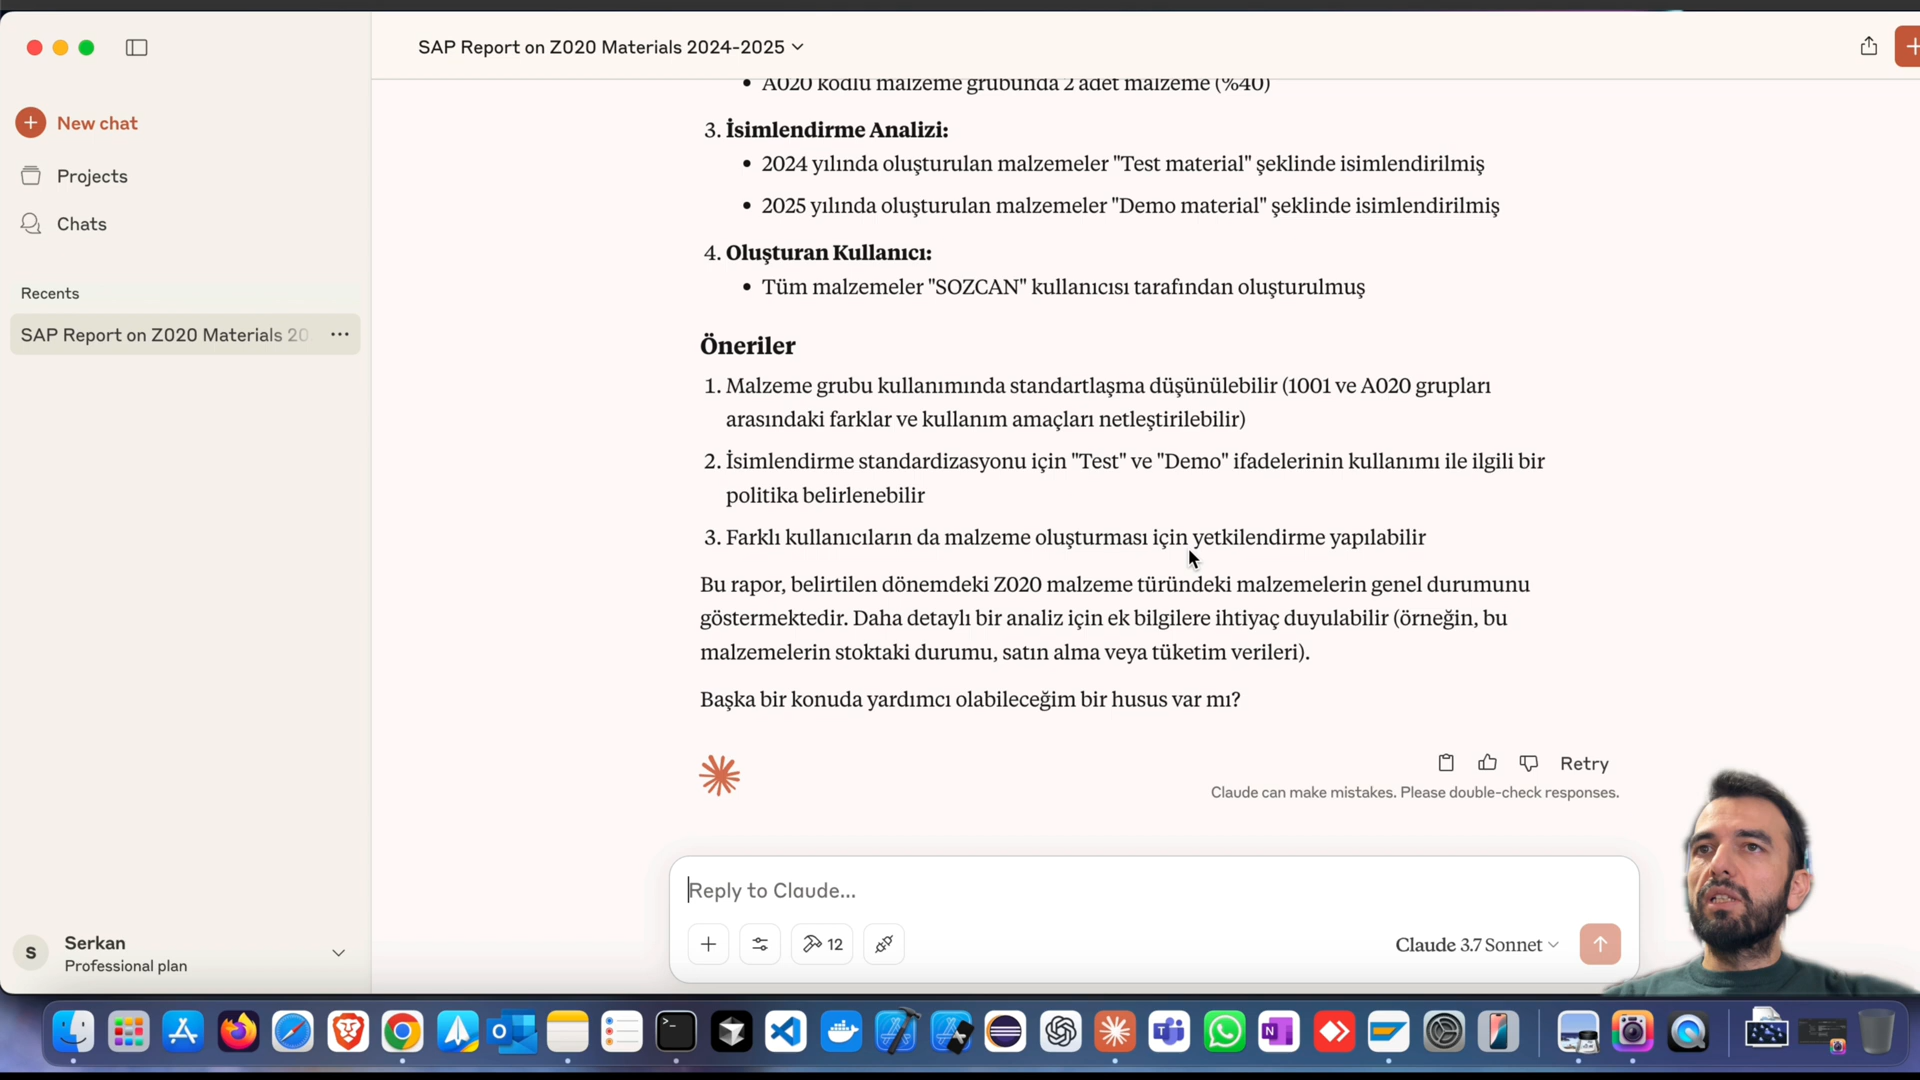 SAP Report on Z020 Materials 2024-2025
New chat
Projects
Chats
Recents
SAP Report on Z020 Materials 20
Serkan
Professional plan
S
• A020 kodlu malzeme grubunda 2 adet malzeme (%40)
3. İsimlendirme Analizi:
• 2024 yılında oluşturulan malzemeler "Test material" şeklinde isimlendirilmiş
• 2025 yılında oluşturulan malzemeler "Demo material" şeklinde isimlendirilmiş
4. Oluşturan Kullanıcı:
• Tüm malzemeler "SOZCAN" kullanıcısı tarafından oluşturulmuş
Öneriler
1. Malzeme grubu kullanımında standartlaşma düşünülebilir (1001 ve A020 grupları
arasındaki farklar ve kullanım amaçları netleştirilebilir)
2. İsimlendirme standardizasyonu için "Test" ve "Demo" ifadelerinin kullanımı ile ilgili bir
politika belirlenebilir
3. Farklı kullanıcıların da malzeme oluşturması için yetkilendirme yapılabilir
Bu rapor, belirtilen dönemdeki Z020 malzeme türündeki malzemelerin genel durumunu
göstermektedir. Daha detaylı bir analiz için ek bilgilere ihtiyaç duyulabilir (örneğin, bu
malzemelerin stoktaki durumu, satın alma veya tüketim verileri).
Başka bir konuda yardımcı olabileceğim bir husus var mı?
Retry
Claude can make mistakes. Please double-check responses.
Reply to Claude...
12
Claude 3.7 Sonnet